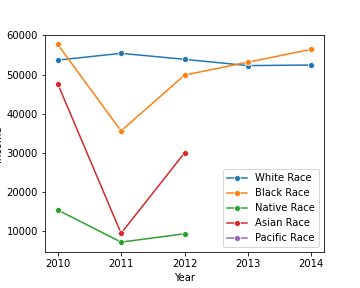 60000
50000
40000
30000
20000
10000
2010 2011 2012 2013 2014
Year
White Race
Black Race
Native Race
Asian Race
Pacific Race